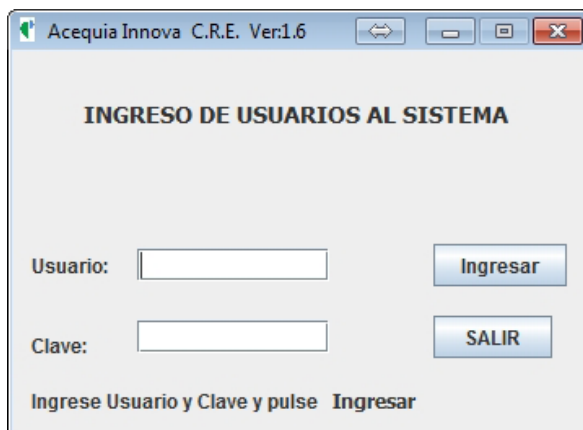 Acequia Innova C.R.E. Ver:1.6
INGRESO DE USUARIOS AL SISTEMA
Usuario:
Ingresar
Clave:
SALIR
Ingrese Usuario y Clave y pulse Ingresar